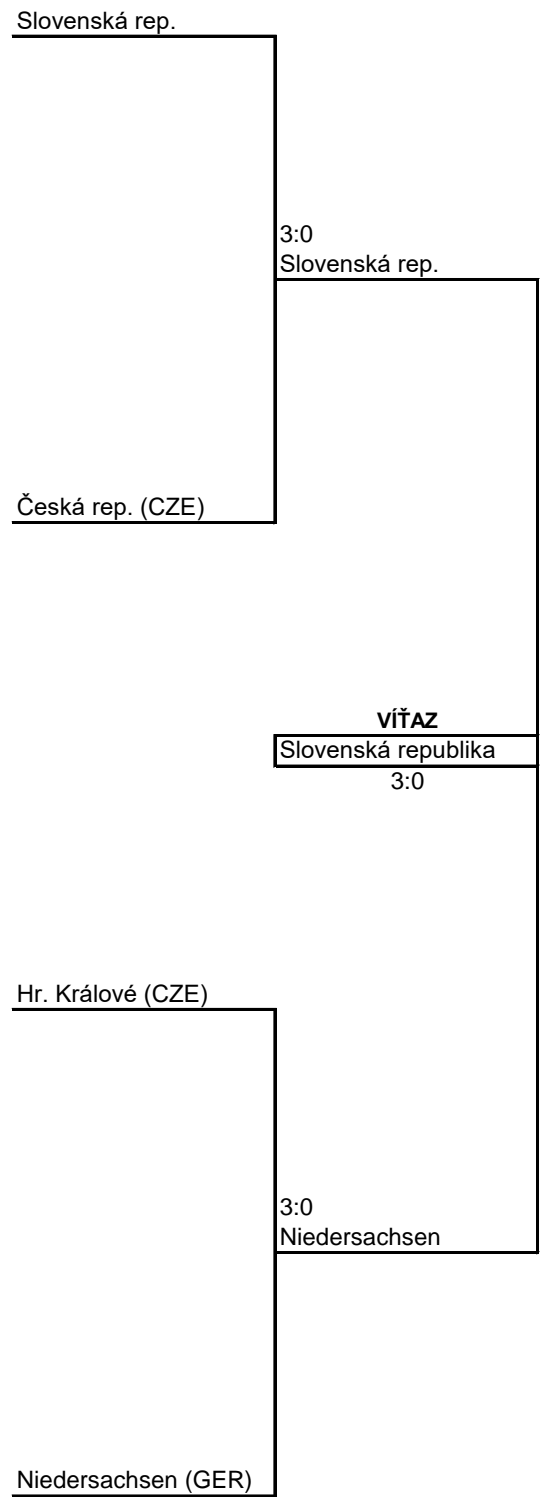 Slovenská rep.
3:0
Slovenská rep.
Česká rep. (CZE)
VÍŤAZ
Slovenská republika
3:0
Hr. Králové (CZE)
3:0
Niedersachsen
Niedersachsen (GER)